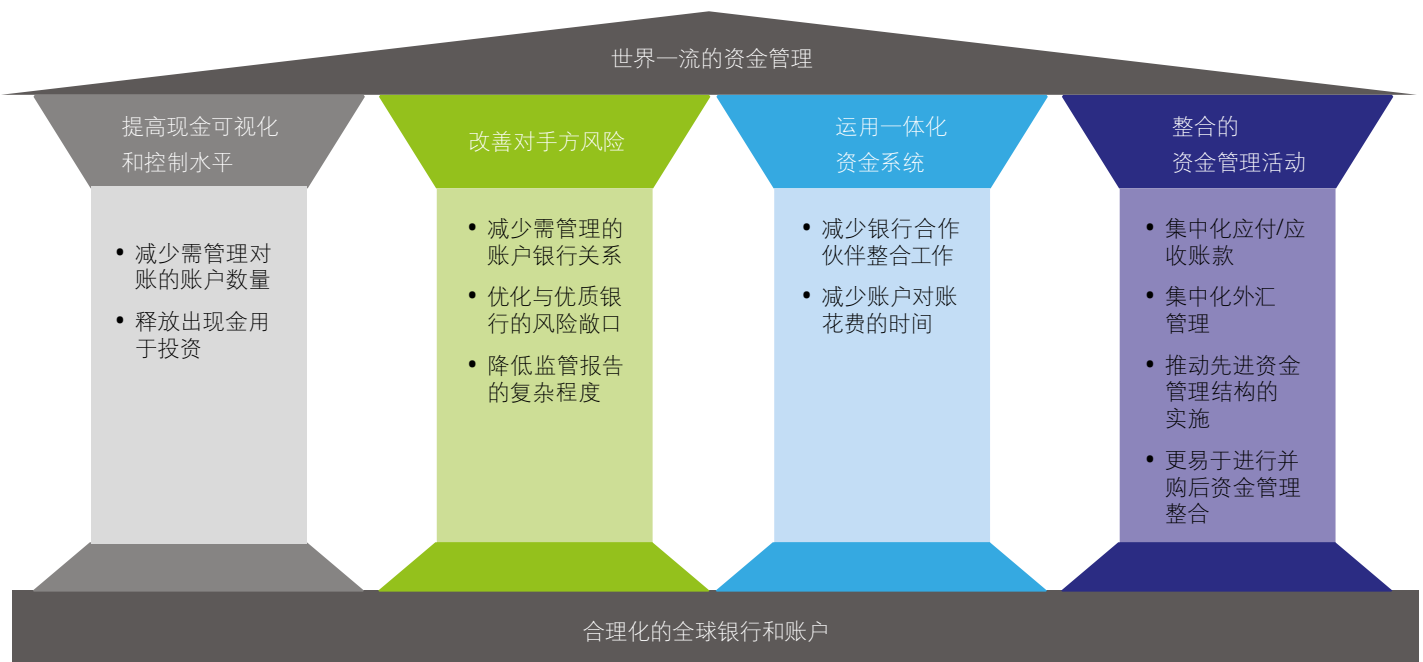 世界一流的资金管理
提高现金可视化
和控制水平
• 减少需管理对
账的账户数量
• 释放出现金用
于投资
改善对手方风险
• 减少需管理的
账户银行关系
• 优化与优质银
行的风险敞口
• 降低监管报告
的复杂程度
运用一体化
资金系统
• 减少银行合作
伙伴整合工作
• 减少账户对账
花费的时间
整合的
资金管理活动
• 集中化应付/应
收账款
• 集中化外汇
管理
• 推动先进资金
管理结构的
实施
• 更易于进行并
购后资金管理
整合
合理化的全球银行和账户